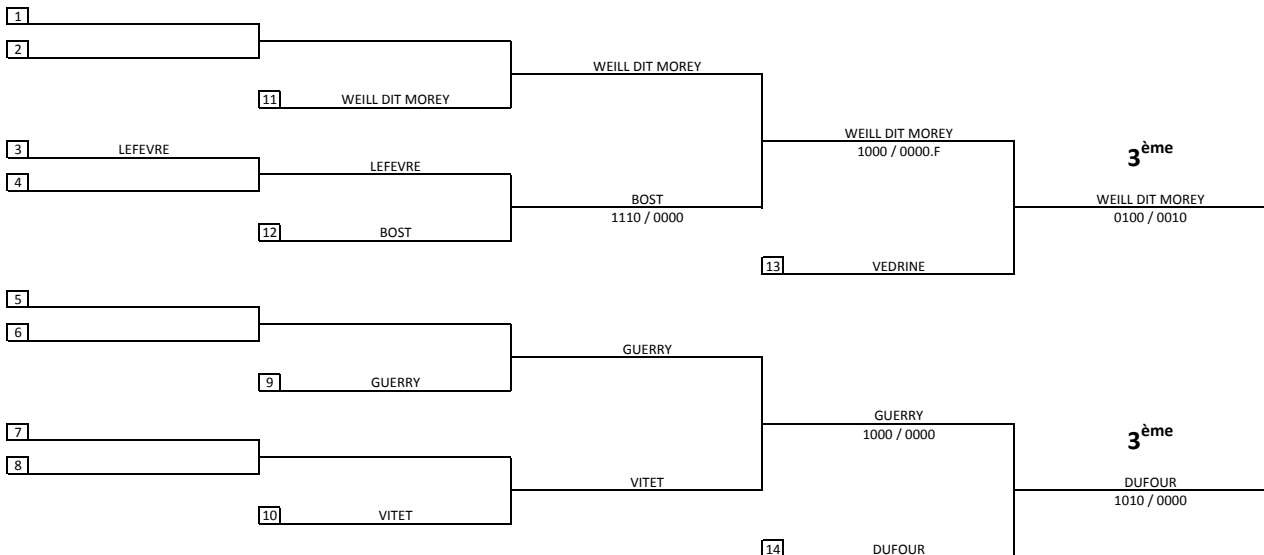 1
2
WEILL DIT MOREY
11 WEILL DIT MOREY
WEILL DIT MOREY
1000 / 0000.F
3 LEFEVRE
3ème
LEFEVRE
4
BOST
1110 / 0000
WEILL DIT MOREY
0100 / 0010
12 BOST
13 VEDRINE
5
6
GUERRY
9 GUERRY
GUERRY
1000 / 0000
7
3ème
8
VITET
DUFOUR
1010 / 0000
10 VITET
14 DUFOUR